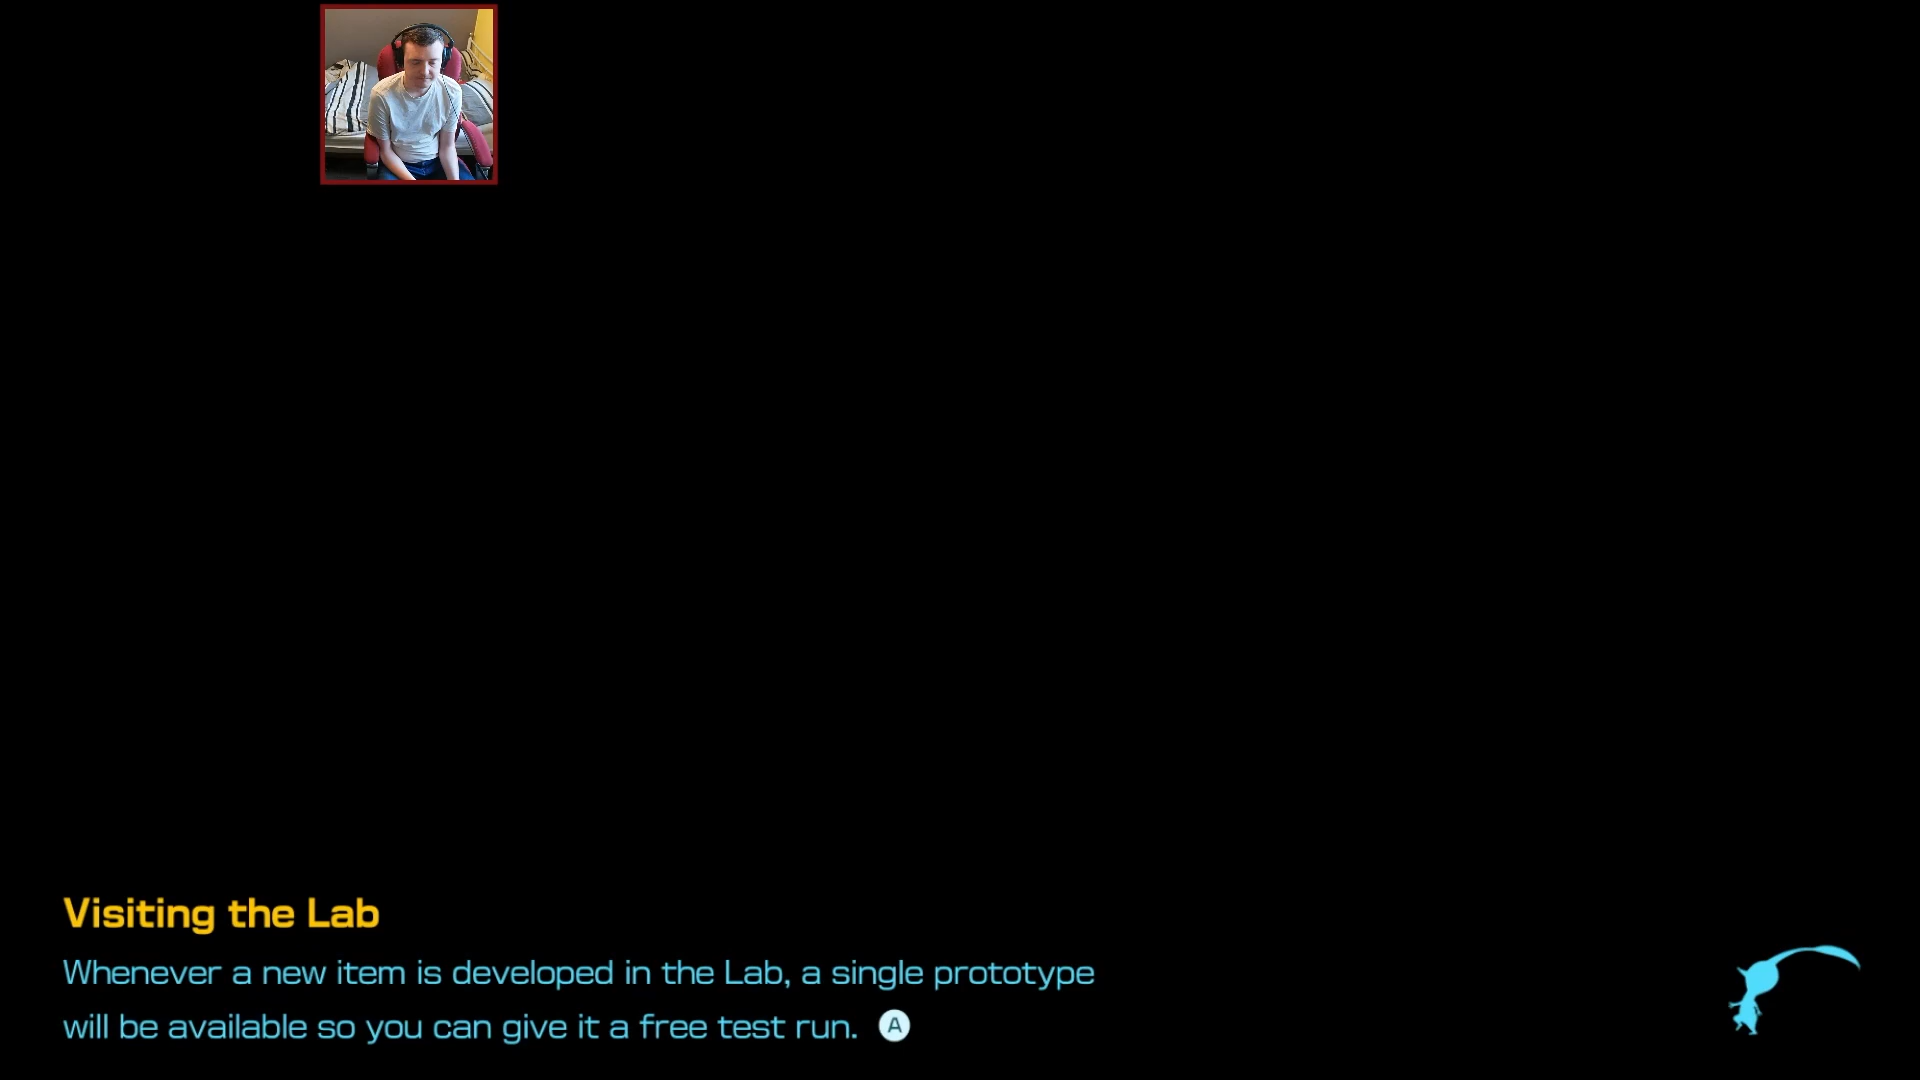 Visiting the Lab
Whenever a new item is developed in the Lab, a single prototype
will be available so you can give it a free test run. A